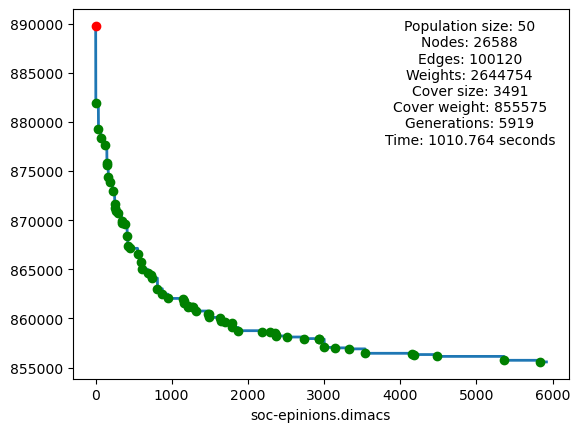 Population size: 50
Nodes: 26588
Edges: 100120
Weights: 2644754
Cover size: 3491
Cover weight: 855575
Generations: 5919
Time: 1010.764 seconds
890000
885000
880000
875000
870000
865000
860000
855000
0 1000 2000 3000 4000 5000 6000
soc-epinions.dimacs